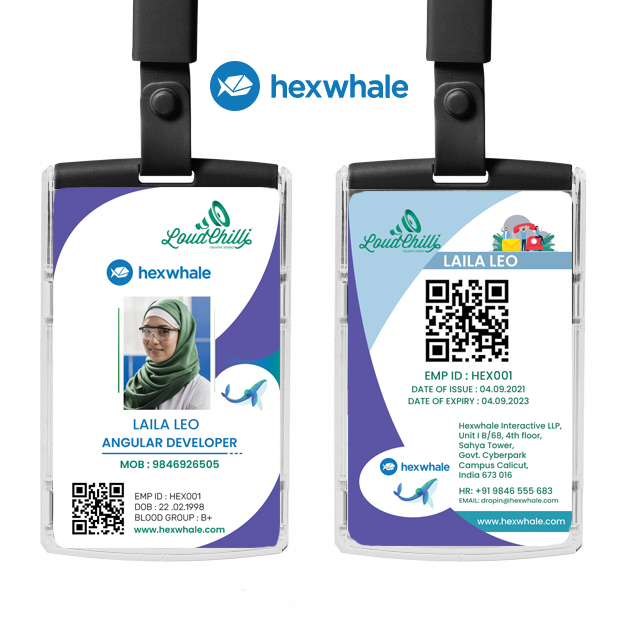 hexwhale
LoudChilli
hexwhale
LAILA LEO
ANGULAR DEVELOPER
MOB : 9846926505
EMP ID : HEX001
DOB : 22 .02.1998
BLOOD GROUP : B+
www.hexwhale.com
LoudChilli
LAILA LEO
EMP ID : HEX001
DATE OF ISSUE : 04.09.2021
DATE OF EXPIRY : 04.09.2023
Hexwhale Interactive LLP,
Unit I B/68, 4th floor,
Sahya Tower,
Govt. Cyberpark
Campus Calicut,
India 673 016
HR: +91 9846 555 683
EMAIL: dropin@hexwhale.com
hexwhale
www.hexwhale.com